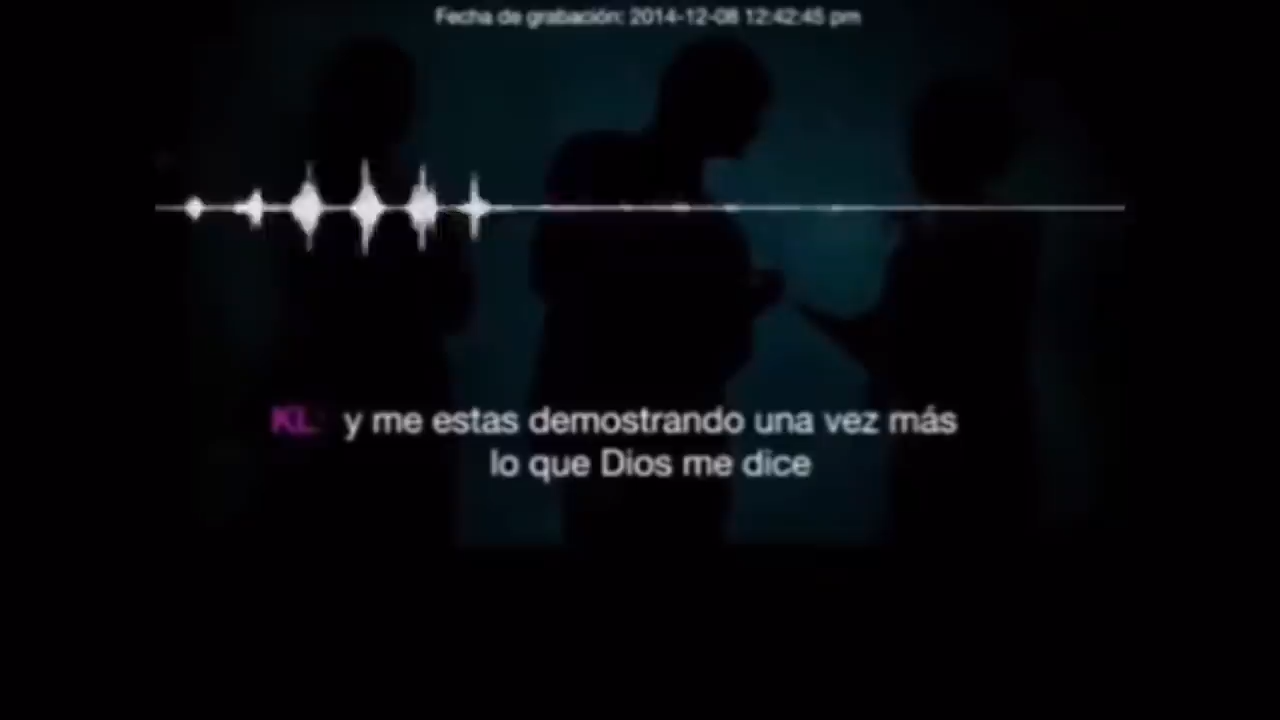 Fecha de grabación: 2014-12-08 12:42:45 pm
KL: y me estas demostrando una vez más
lo que Dios me dice